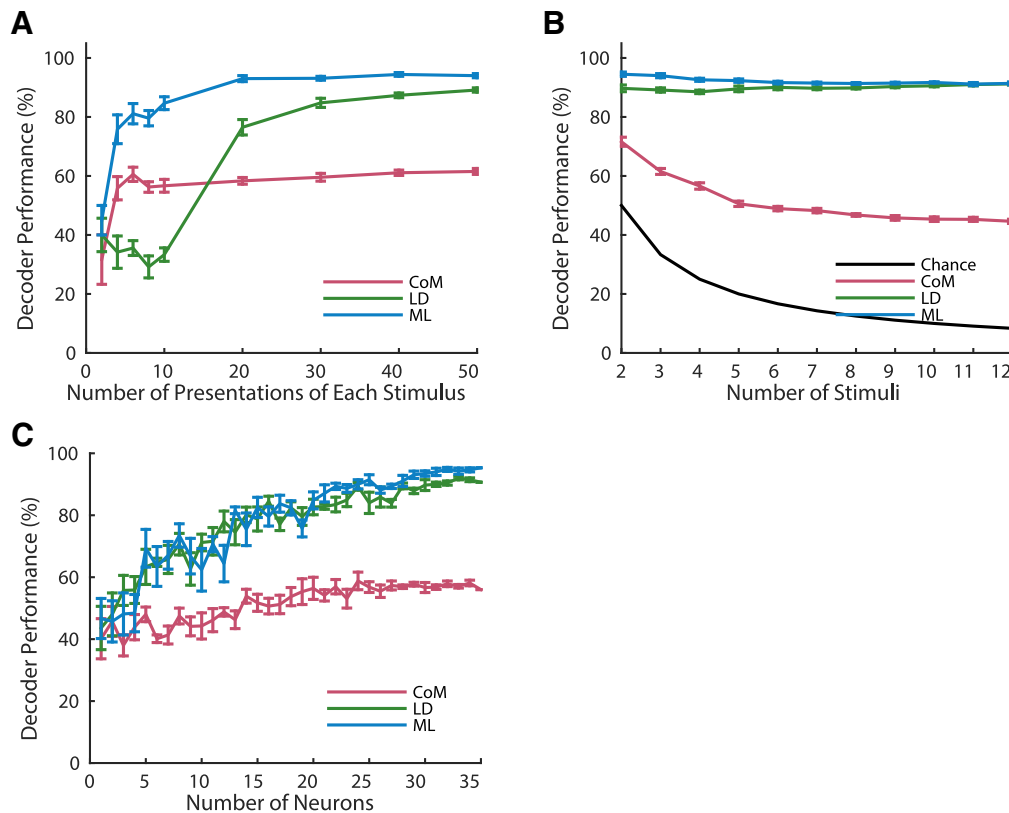 A
Decoder Performance (%)
100
80
60
40
20
0
CoM
LD
ML
0 10 20 30 40 50
Number of Presentations of Each Stimulus
B
Decoder Performance (%)
100
80
60
40
20
0
Chance
CoM
LD
ML
2 3 4 5 6 7 8 9 10 11 12
Number of Stimuli
C
Decoder Performance (%)
100
80
60
40
20
0
CoM
LD
ML
0 5 10 15 20 25 30 35
Number of Neurons